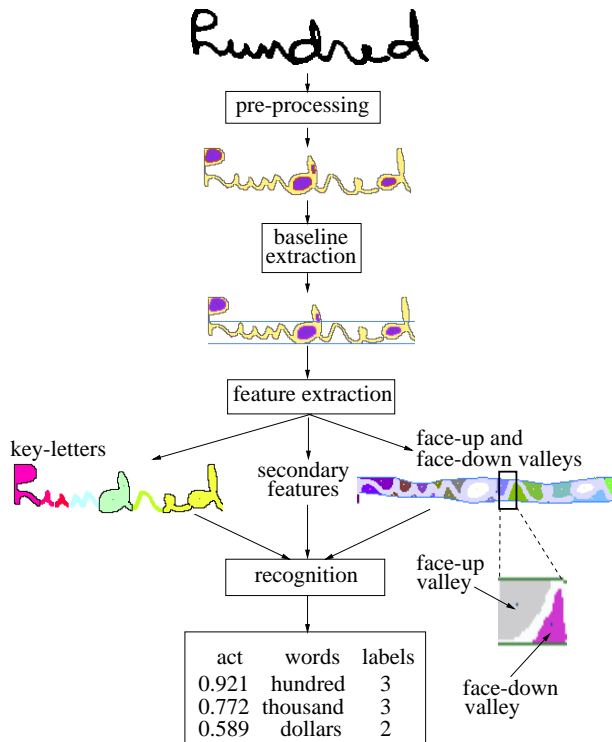 hundred
pre-processing
baseline
extraction
feature extraction
key-letters
secondary
features
face-up and
face-down valleys
recognition
face-up
valley
face-down
valley
act words labels
0.921 hundred 3
0.772 thousand 3
0.589 dollars 2